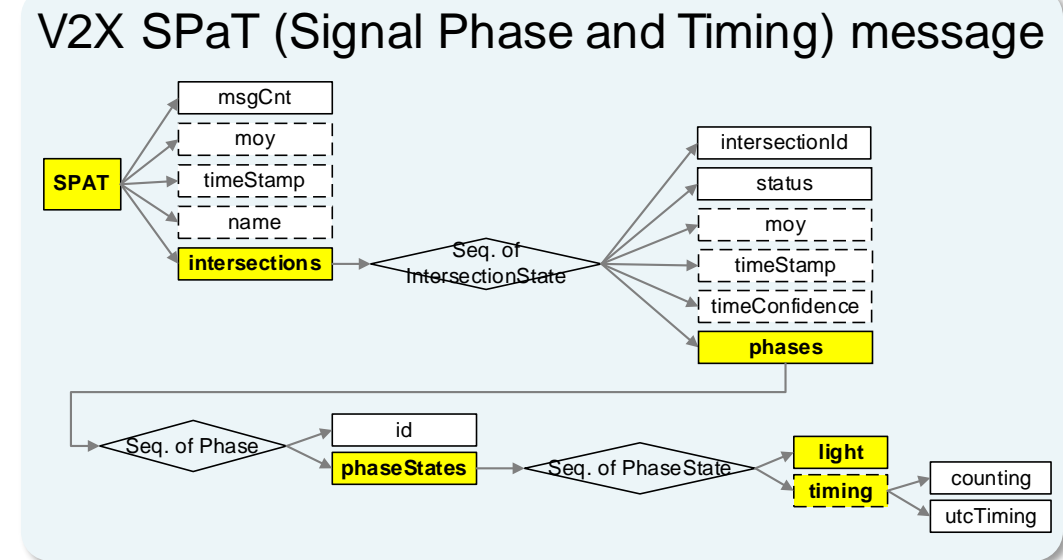 V2X SPaT (Signal Phase and Timing) message
SPAT
msgCnt
moy
timeStamp
name
intersections
Seq. of
IntersectionState
intersectionId
status
moy
timeStamp
timeConfidence
phases
Seq. of Phase
id
phaseStates
Seq. of PhaseState
light
timing
counting
utcTiming